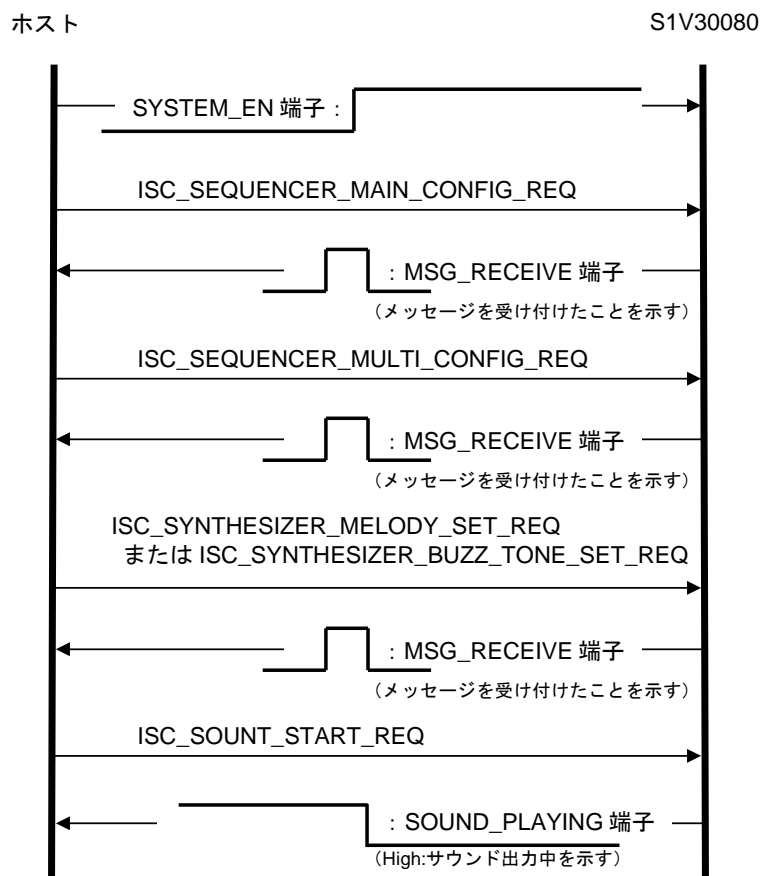 ホスト
S1V30080
SYSTEM_EN 端子：
ISC_SEQUENCER_MAIN_CONFIG_REQ
：MSG_RECEIVE 端子
（メッセージを受け付けたことを示す）
ISC_SEQUENCER_MULTI_CONFIG_REQ
：MSG_RECEIVE 端子
（メッセージを受け付けたことを示す）
ISC_SYNTHESIZER_MELODY_SET_REQ
または ISC_SYNTHESIZER_BUZZ_TONE_SET_REQ
：MSG_RECEIVE 端子
（メッセージを受け付けたことを示す）
ISC_SOUNT_START_REQ
：SOUND_PLAYING 端子
（High:サウンド出力中を示す）